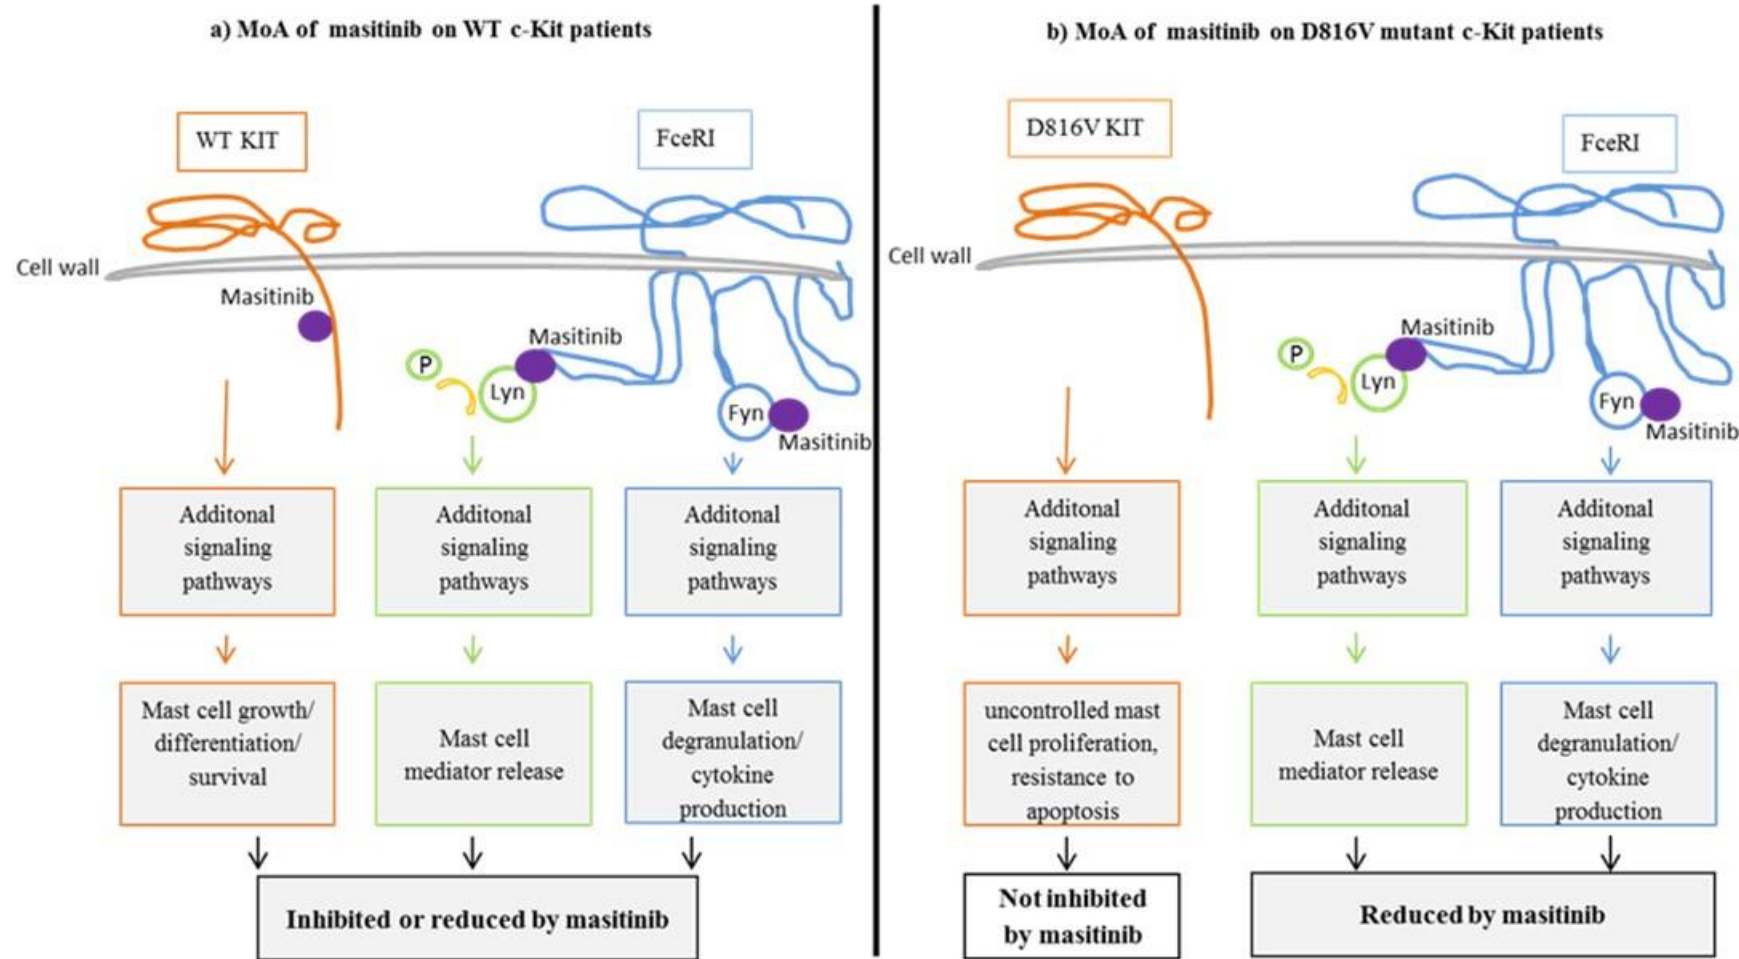 a) MoA of masitinib on WT c-Kit patients
WT KIT
FceRI
Cell wall
Masitinib
Masitinib
P
Lyn
Fyn
Masitinib
Additonal
signaling
pathways
Additonal
signaling
pathways
Additonal
signaling
pathways
Mast cell growth/
differentiation/
survival
Mast cell
mediator release
Mast cell
degranulation/
cytokine
production
Inhibited or reduced by masitinib
b) MoA of masitinib on D816V mutant c-Kit patients
D816V KIT
FceRI
Cell wall
Masitinib
P
Lyn
Fyn
Masitinib
Additonal
signaling
pathways
Additonal
signaling
pathways
Additonal
signaling
pathways
uncontrolled mast
cell proliferation,
resistance to
apoptosis
Mast cell
mediator release
Mast cell
degranulation/
cytokine
production
Not inhibited
by masitinib
Reduced by masitinib